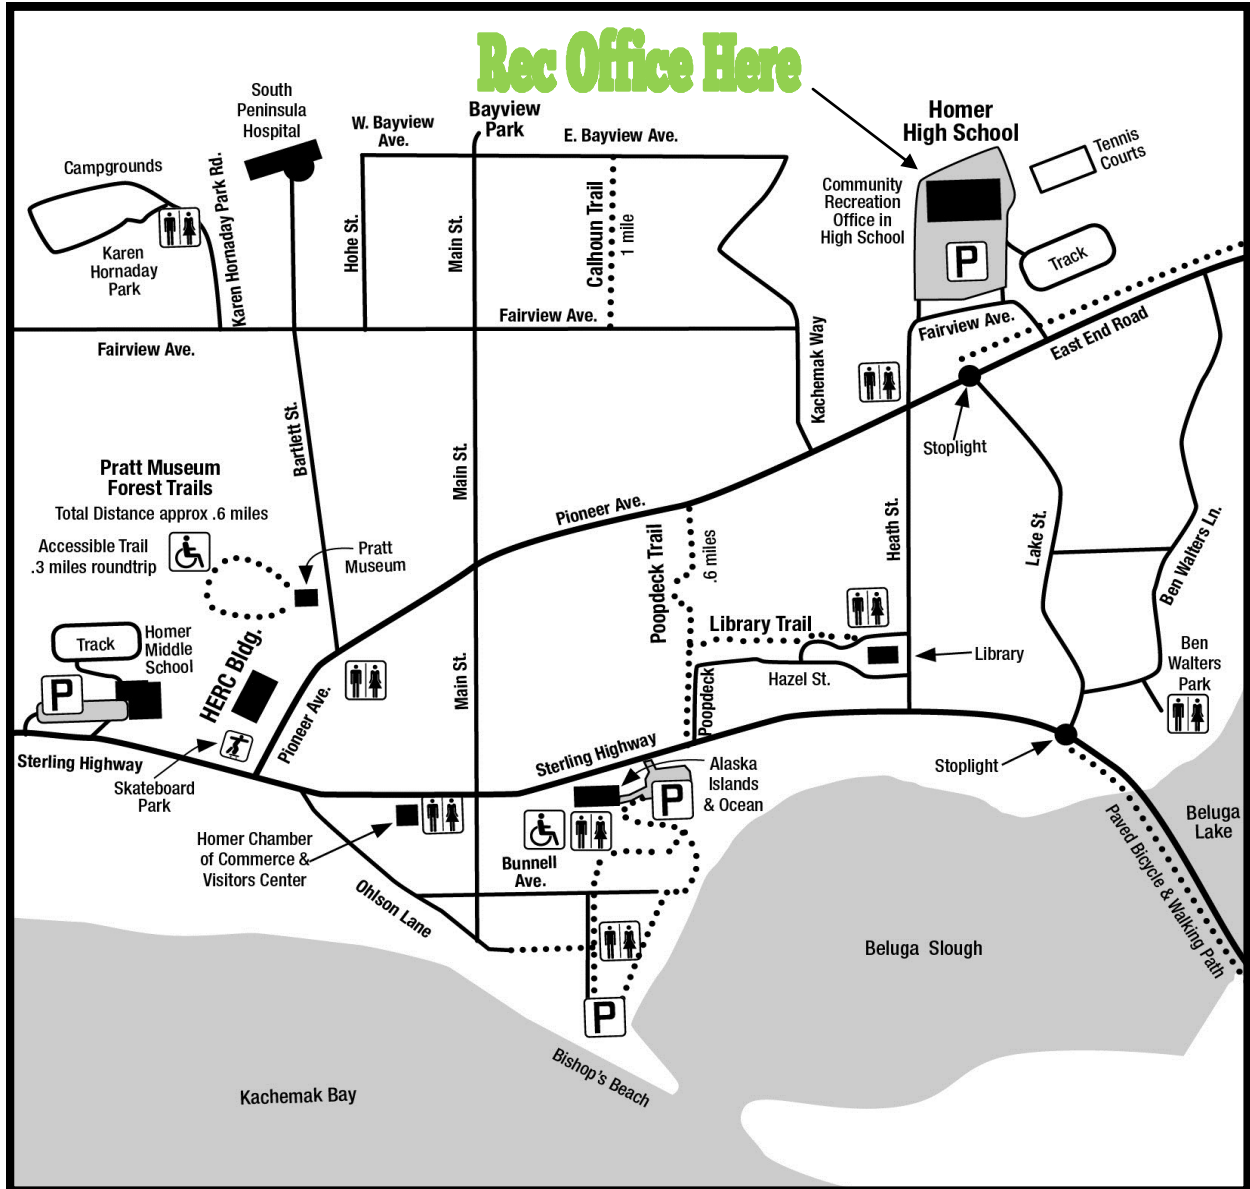 Rec Office Here
South
Peninsula
Hospital
W. Bayview
Ave.
Bayview
Park
E. Bayview Ave.
Homer
High School
Tennis
Courts
Campgrounds
Karen Hornaday Park Rd.
Karen
Hornaday
Park
Hohe St.
Main St.
Calhoun Trail
1 mile
Community
Recreation
Office in
High School
P
Track
Fairview Ave.
Fairview Ave.
Fairview Ave.
East End Road
Kachemak Way
Stoplight
Bartlett St.
Main St.
Pratt Museum
Forest Trails
Total Distance approx .6 miles
Accessible Trail
.3 miles roundtrip
Pratt
Museum
Pioneer Ave.
Poopdeck Trail
.6 miles
Heath St.
Lake St.
Ben Walters Ln.
Library Trail
Library
Hazel St.
Poopdeck
Ben
Walters
Park
Track
Homer
Middle
School
P
HERC Bldg.
Pioneer Ave.
Main St.
Sterling Highway
Skateboard
Park
Sterling Highway
Alaska
Islands
& Ocean
P
Stoplight
Beluga
Lake
Paved Bicycle & Walking Path
Homer Chamber
of Commerce &
Visitors Center
Bunnell
Ave.
Ohlson Lane
Beluga Slough
P
Bishop's Beach
Kachemak Bay